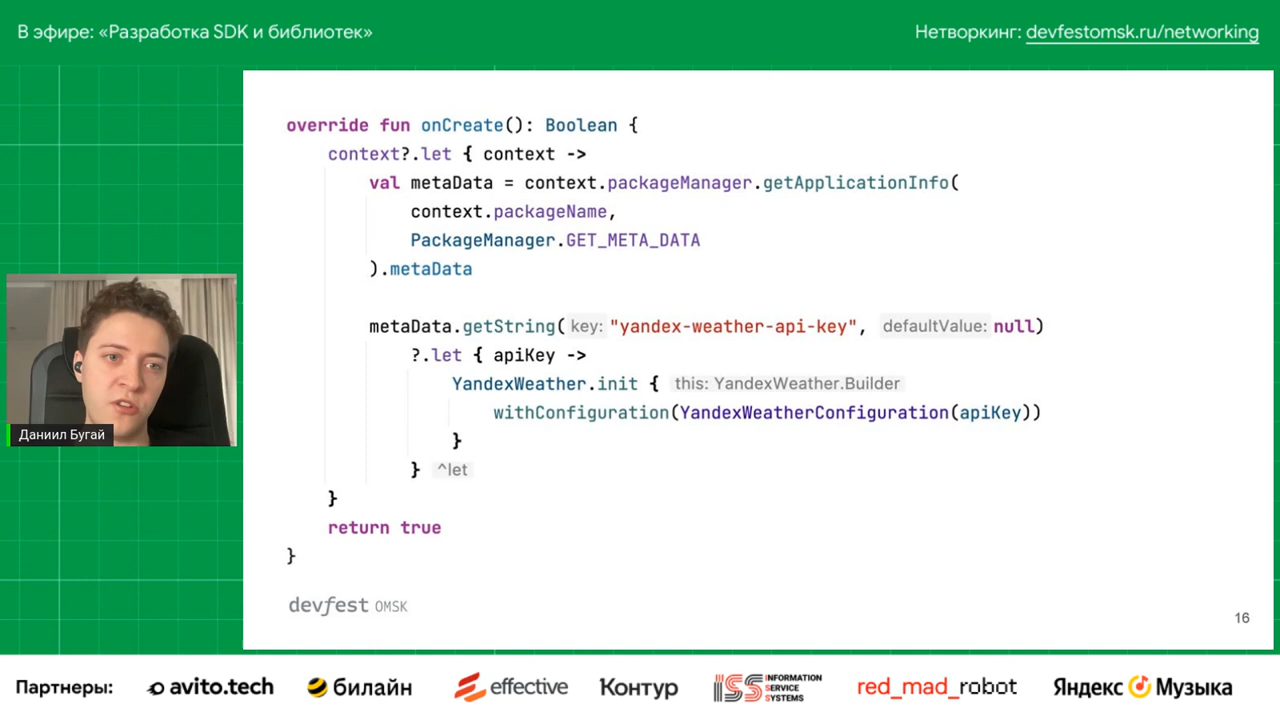 В эфире: «Разработка SDK и библиотек»
Нетворкинг: devfestomsk.ru/networking
override fun onCreate(): Boolean {
context?.let { context ->
val metaData = context.packageManager.getApplicationInfo(
context.packageName,
PackageManager.GET_META_DATA
).metaData
metaData.getString( key: "yandex-weather-api-key", defaultValue: null)
?.let { apiKey ->
YandexWeather.init { this: YandexWeather.Builder
withConfiguration(YandexWeatherConfiguration(apiKey))
}
} ^let
}
return true
}
Даниил Бугай
devfest OMSK
16
Партнеры: avito.tech билайн effective Контур ISS INFORMATION SERVICE SYSTEMS red_mad_robot Яндекс Музыка